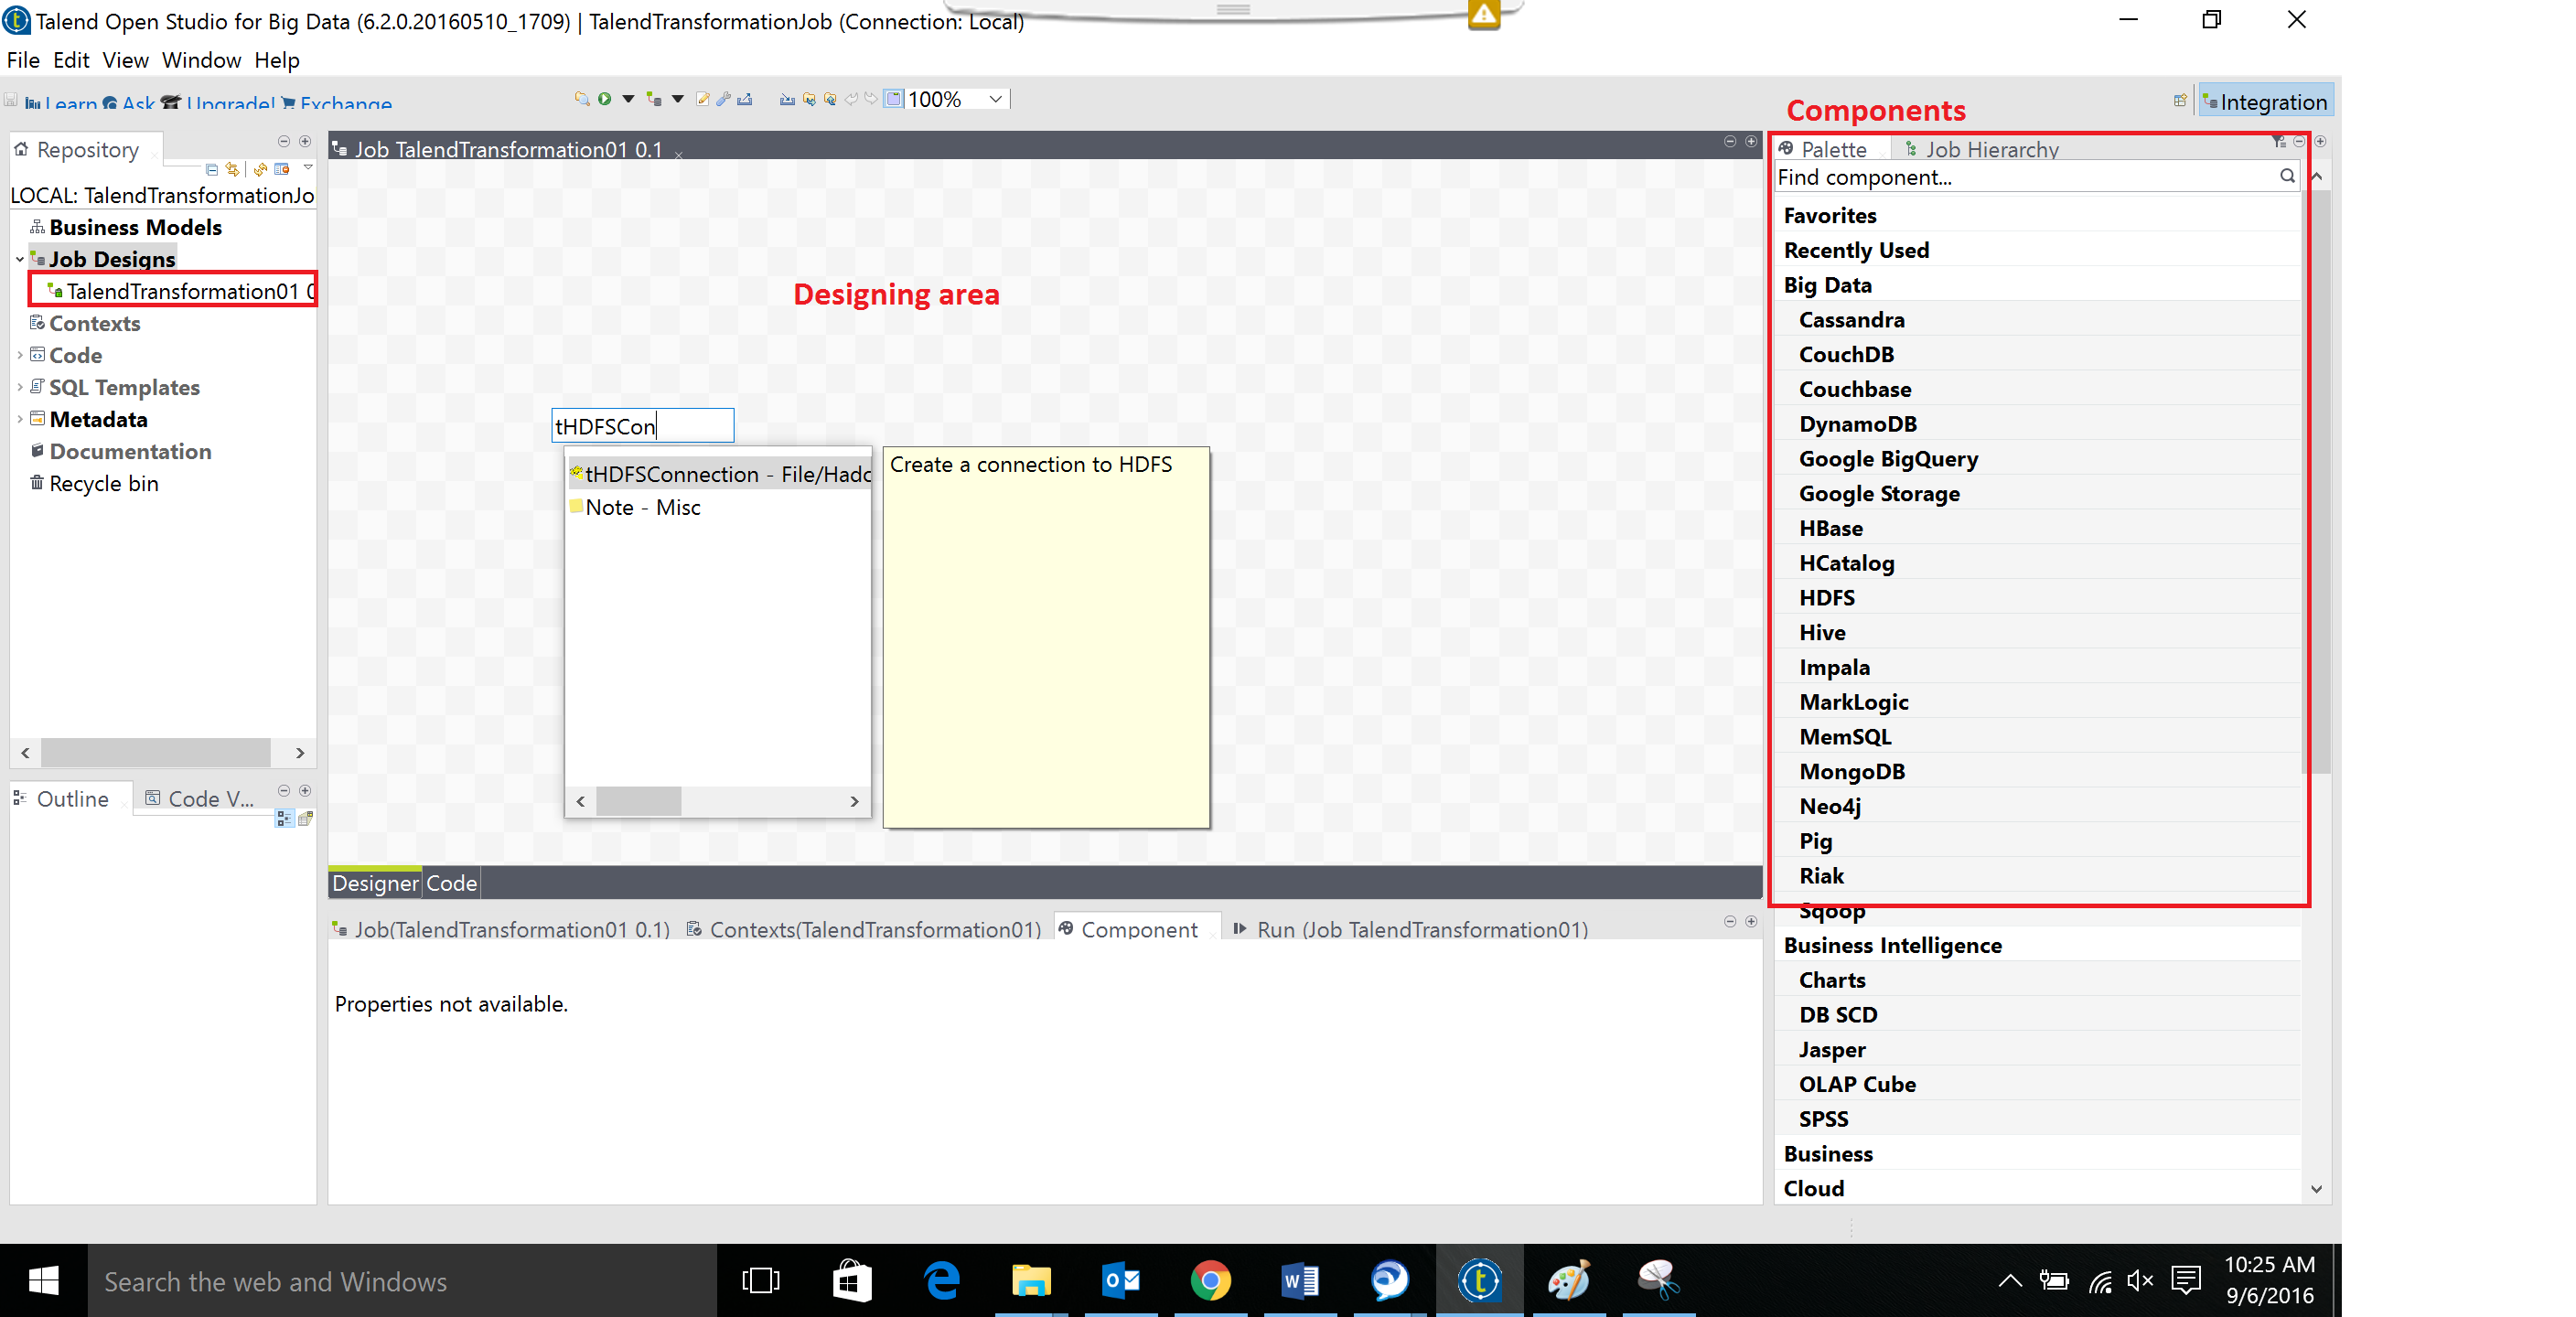 Talend Open Studio for Big Data (6.2.0.20160510_1709) | TalendTransformationJob (Connection: Local)
File Edit View Window Help
Learn Ask Upgrade! Exchange
100%
Integration
Components
Repository
LOCAL: TalendTransformationJo
Business Models
Job Designs
TalendTransformation01 0
Contexts
Code
SQL Templates
Metadata
Documentation
Recycle bin
Outline
Code V...
Job TalendTransformation01 0.1
Designing area
tHDFSCon
tHDFSConnection - File/Hadc
Note - Misc
Create a connection to HDFS
Designer Code
Job(TalendTransformation01 0.1) Contexts(TalendTransformation01) Component Run (Job TalendTransformation01)
Properties not available.
Palette Job Hierarchy
Find component...
Favorites
Recently Used
Big Data
Cassandra
CouchDB
Couchbase
DynamoDB
Google BigQuery
Google Storage
HBase
HCatalog
HDFS
Hive
Impala
MarkLogic
MemSQL
MongoDB
Neo4j
Pig
Riak
Sqoop
Business Intelligence
Charts
DB SCD
Jasper
OLAP Cube
SPSS
Business
Cloud
Search the web and Windows
10:25 AM
9/6/2016